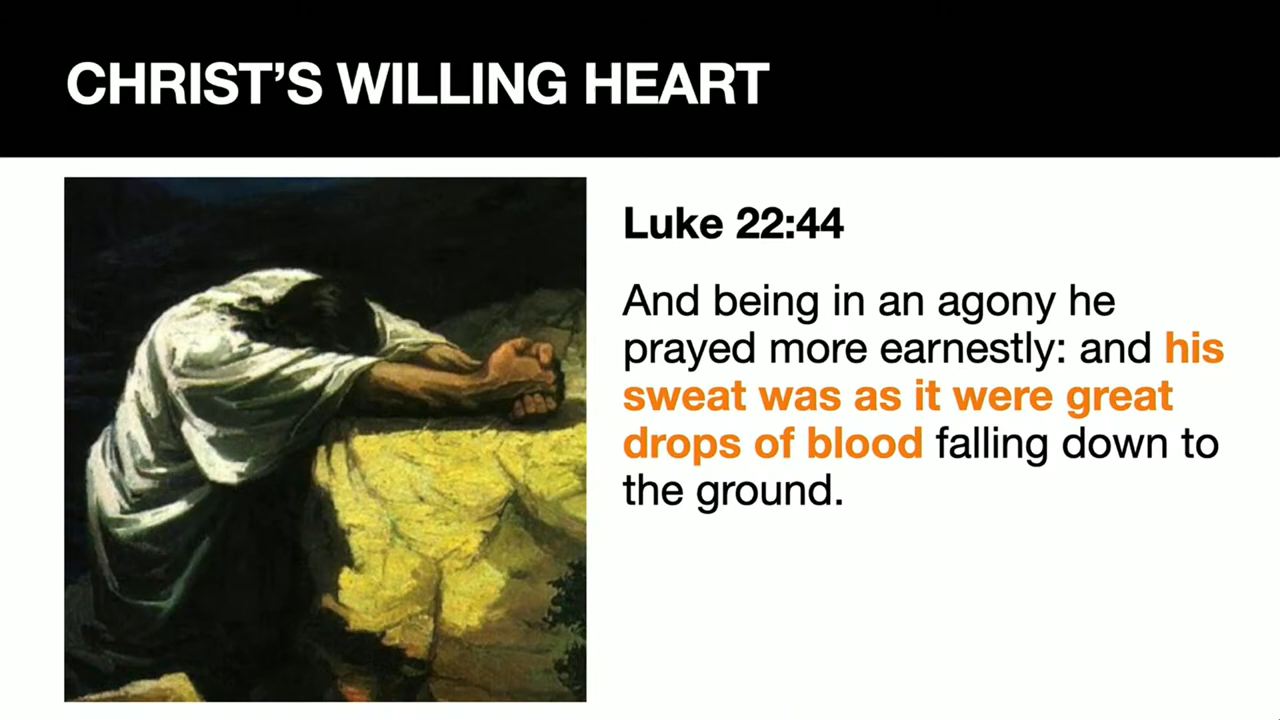 CHRIST’S WILLING HEART
Luke 22:44
And being in an agony he
prayed more earnestly: and his
sweat was as it were great
drops of blood falling down to
the ground.